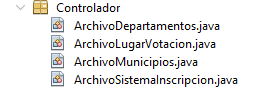 Controlador
ArchivoDepartamentos.java
ArchivoLugarVotacion.java
ArchivoMunicipios.java
ArchivoSistemaInscripcion.java